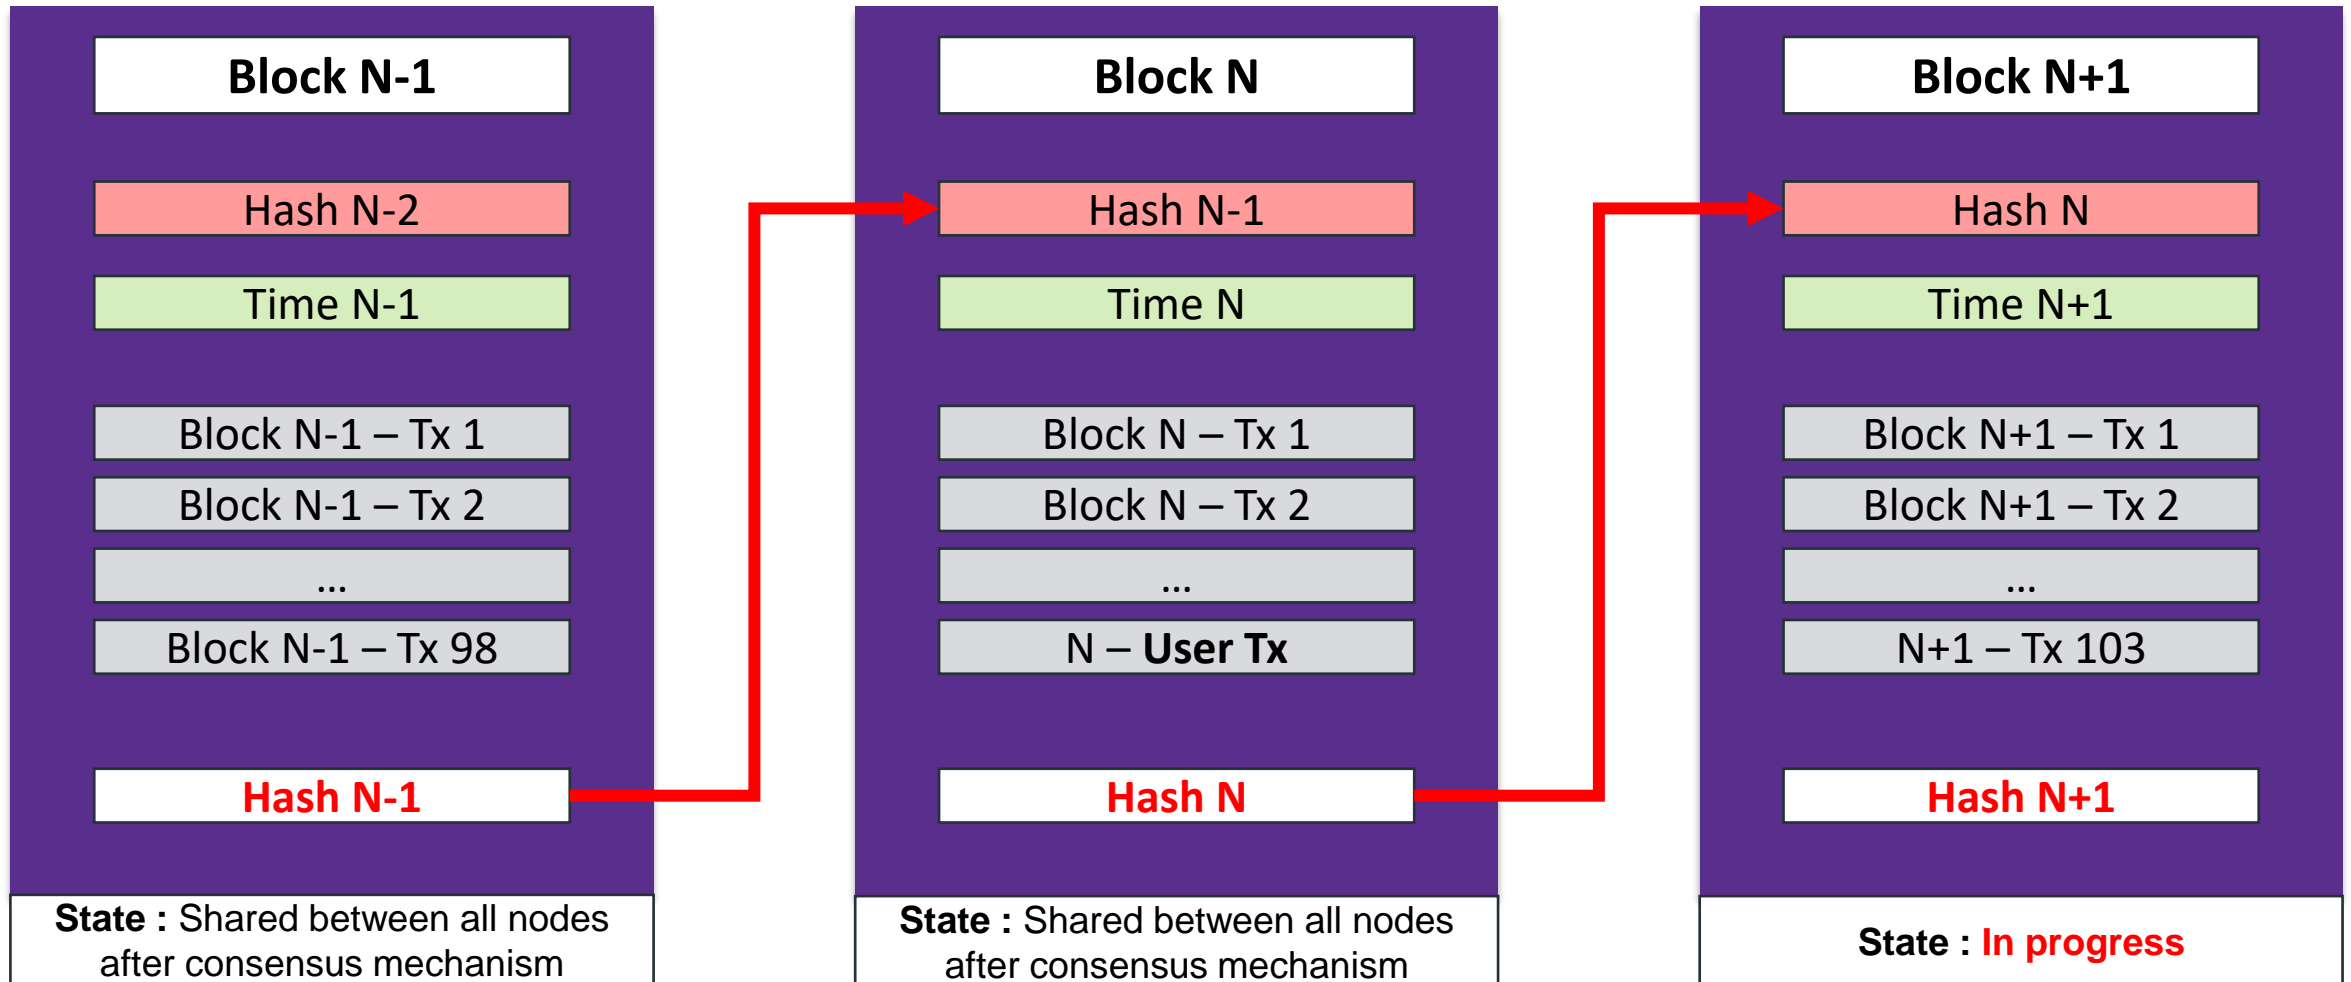 Block N-1
Hash N-2
Time N-1
Block N-1 – Tx 1
Block N-1 – Tx 2
...
Block N-1 – Tx 98
Hash N-1
State : Shared between all nodes
after consensus mechanism
Block N
Hash N-1
Time N
Block N – Tx 1
Block N – Tx 2
...
N – User Tx
Hash N
State : Shared between all nodes
after consensus mechanism
Block N+1
Hash N
Time N+1
Block N+1 – Tx 1
Block N+1 – Tx 2
...
N+1 – Tx 103
Hash N+1
State : In progress